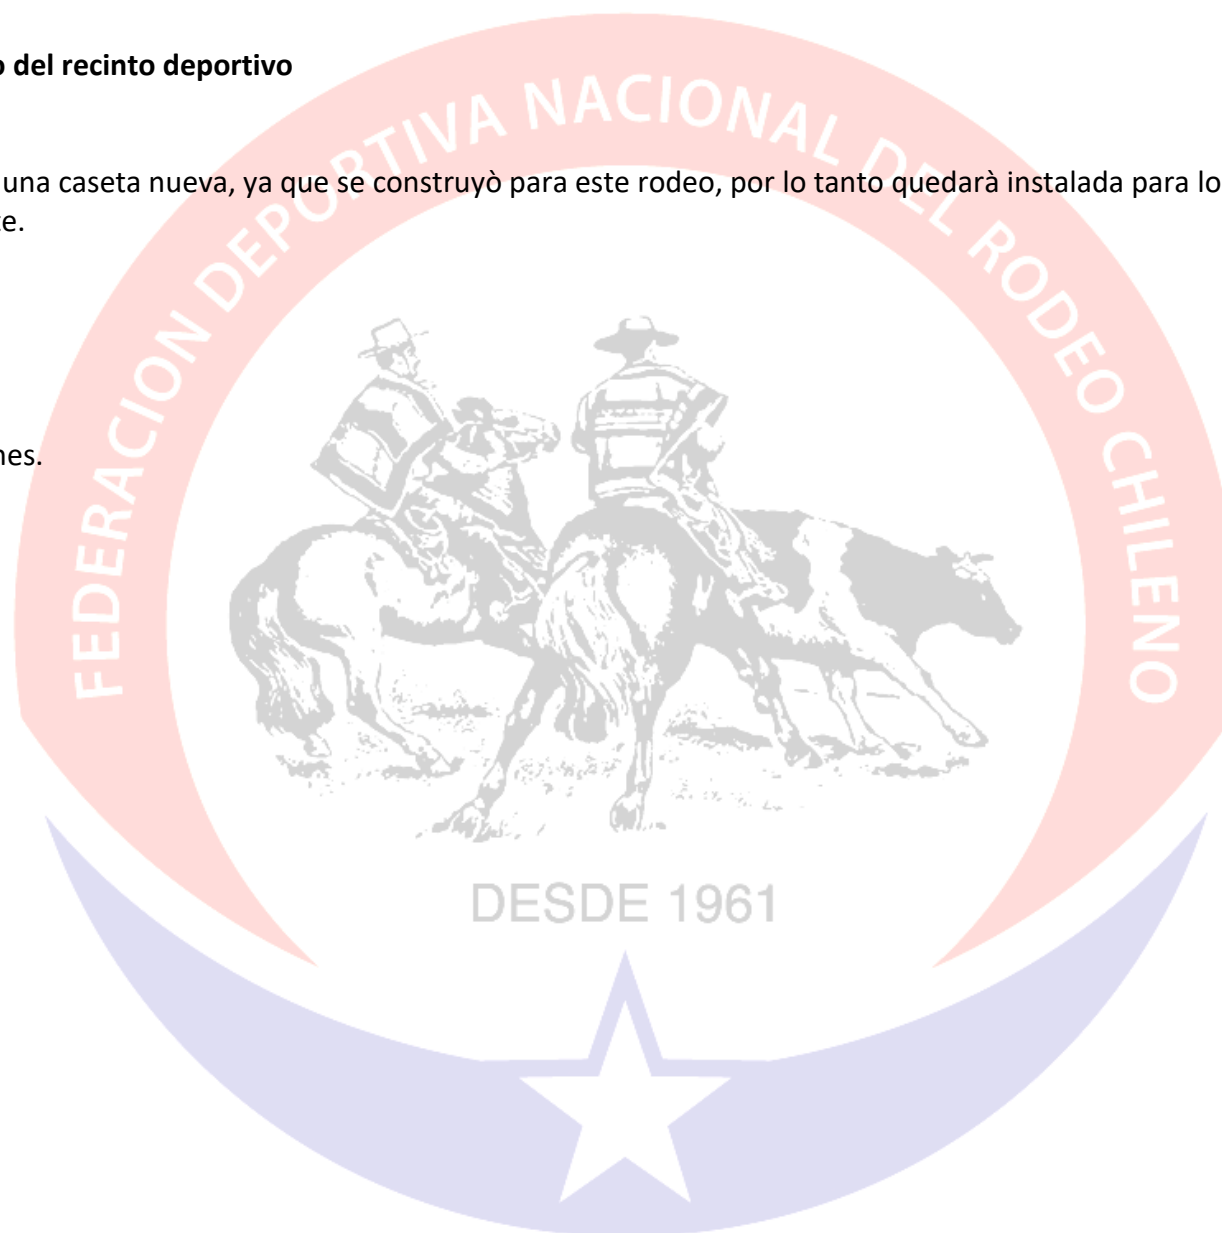 o del recinto deportivo
una caseta nueva, ya que se construyò para este rodeo, por lo tanto quedarà instalada para lo
te.
nes.
FEDERACION DEPORTIVA NACIONAL DEL RODEO CHILENO
DESDE 1961